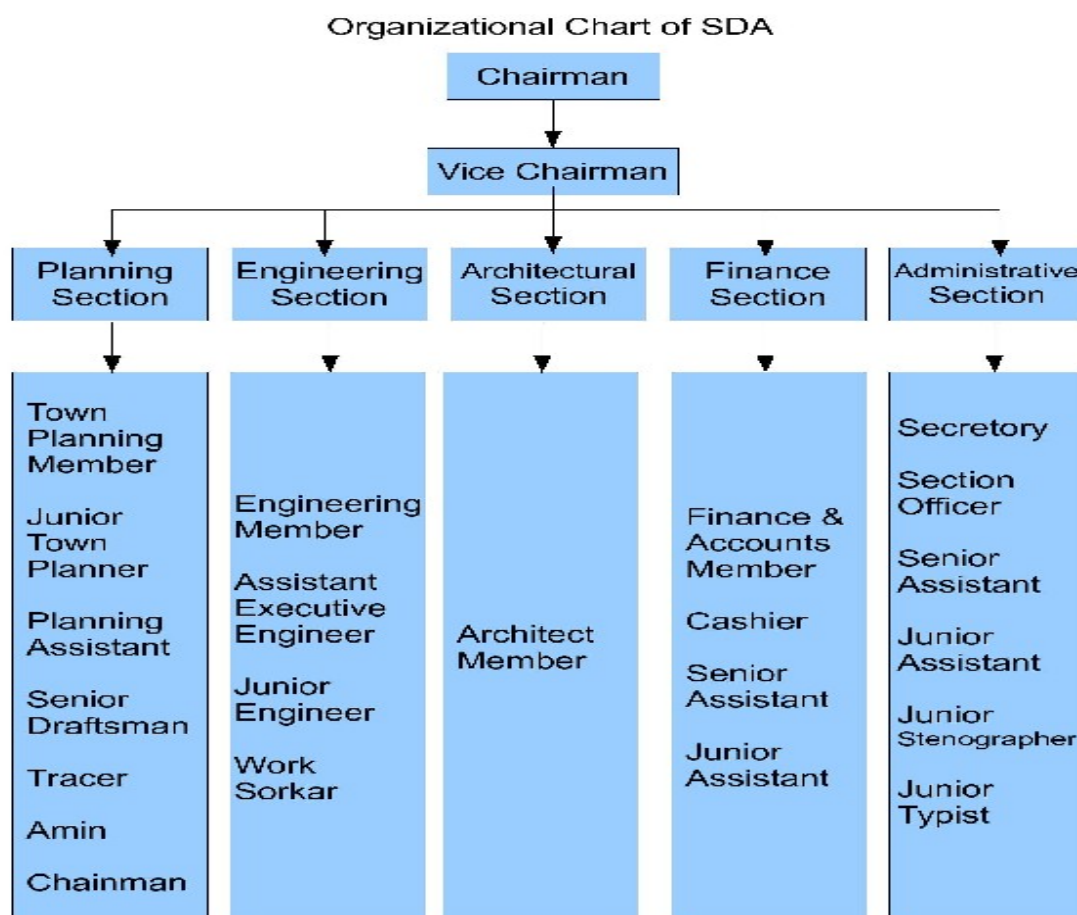 Organizational Chart of SDA
Chairman
Vice Chairman
Planning
Section
Engineering
Section
Architectural
Section
Finance
Section
Administrative
Section
Town
Planning
Member
Junior
Town
Planner
Planning
Assistant
Senior
Draftsman
Tracer
Amin
Chainman
Engineering
Member
Assistant
Executive
Engineer
Junior
Engineer
Work
Sorkar
Architect
Member
Finance &
Accounts
Member
Cashier
Senior
Assistant
Junior
Assistant
Secretory
Section
Officer
Senior
Assistant
Junior
Assistant
Junior
Stenographer
Junior
Typist